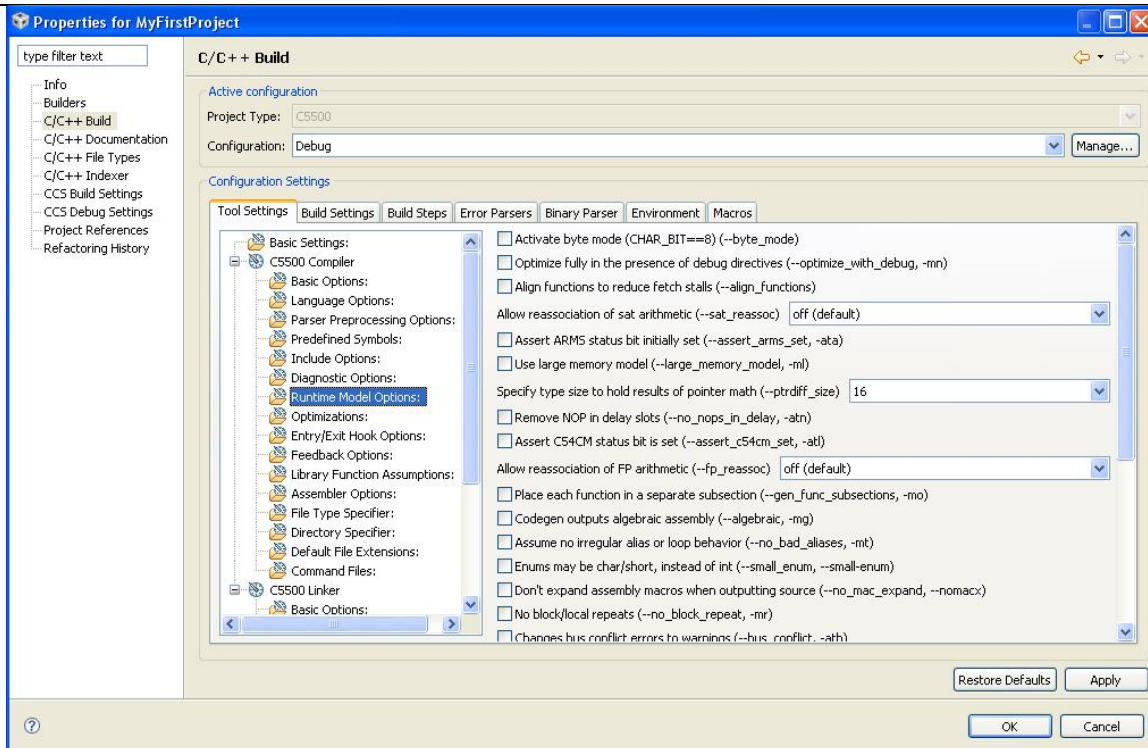 Properties for MyFirstProject
type filter text
Info
Builders
C/C++ Build
C/C++ Documentation
C/C++ File Types
C/C++ Indexer
CCS Build Settings
CCS Debug Settings
Project References
Refactoring History
C/C++ Build
Active configuration
Project Type: C5500
Configuration: Debug Manage...
Configuration Settings
Tool Settings Build Settings Build Steps Error Parsers Binary Parser Environment Macros
Basic Settings:
C5500 Compiler
Basic Options:
Language Options:
Parser Preprocessing Options:
Predefined Symbols:
Include Options:
Diagnostic Options:
Runtime Model Options:
Optimizations:
Entry/Exit Hook Options:
Feedback Options:
Library Function Assumptions:
Assembler Options:
File Type Specifier:
Directory Specifier:
Default File Extensions:
Command Files:
C5500 Linker
Basic Options:
Activate byte mode (CHAR_BIT==8) (--byte_mode)
Optimize fully in the presence of debug directives (--optimize_with_debug, -mn)
Align functions to reduce fetch stalls (--align_functions)
Allow reassociation of sat arithmetic (--sat_reassoc) off (default)
Assert ARMS status bit initially set (--assert_arms_set, -ata)
Use large memory model (--large_memory_model, -ml)
Specify type size to hold results of pointer math (--ptrdiff_size) 16
Remove NOP in delay slots (--no_nops_in_delay, -atn)
Assert C54CM status bit is set (--assert_c54cm_set, -atl)
Allow reassociation of FP arithmetic (--fp_reassoc) off (default)
Place each function in a separate subsection (--gen_func_subsections, -mo)
Codegen outputs algebraic assembly (--algebraic, -mg)
Assume no irregular alias or loop behavior (--no_bad_aliases, -mt)
Enums may be char/short, instead of int (--small_enum, --small-enum)
Don't expand assembly macros when outputting source (--no_mac_expand, --nomacx)
No block/local repeats (--no_block_repeat, -mr)
Changes bus conflict errors to warnings (--bus_conflict, -atb)
Restore Defaults Apply
OK Cancel